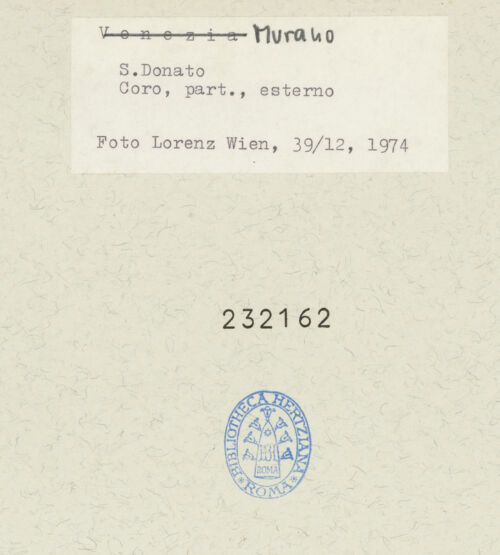 Venezia Murano
S.Donato
Coro, part., esterno
Foto Lorenz Wien, 39/12, 1974
232162
BIBLIOTHECA HERTZIANA
ROMA
ROMA